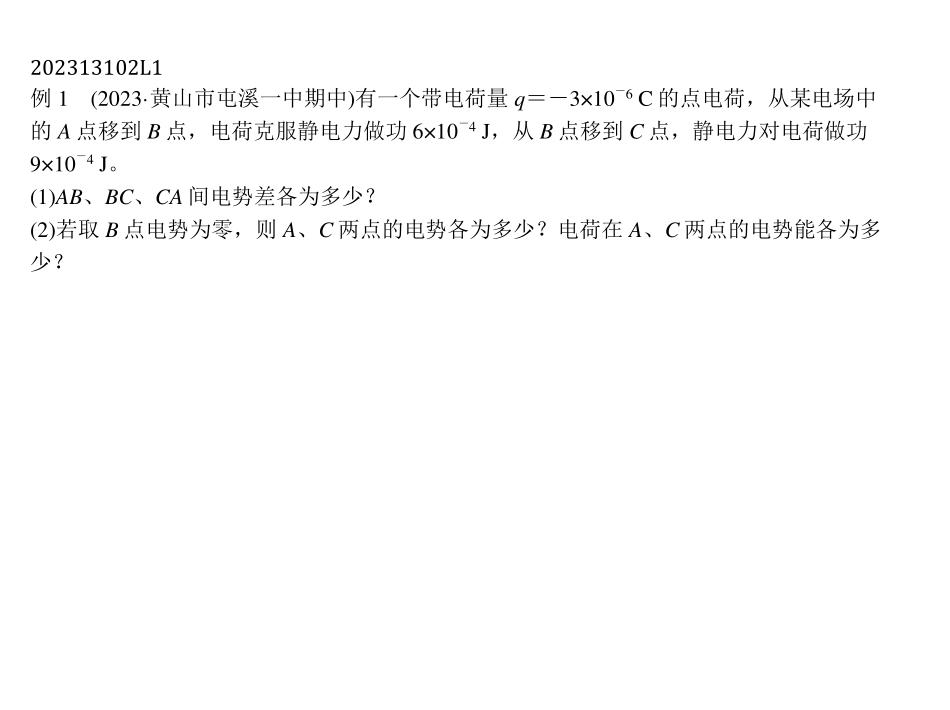 202313102L1
例 1　(2023·黄山市屯溪一中期中)有一个带电荷量 q＝－3×10⁻⁶ C 的点电荷，从某电场中
的 A 点移到 B 点，电荷克服静电力做功 6×10⁻⁴ J，从 B 点移到 C 点，静电力对电荷做功
9×10⁻⁴ J。
(1)AB、BC、CA 间电势差各为多少？
(2)若取 B 点电势为零，则 A、C 两点的电势各为多少？电荷在 A、C 两点的电势能各为多
少？